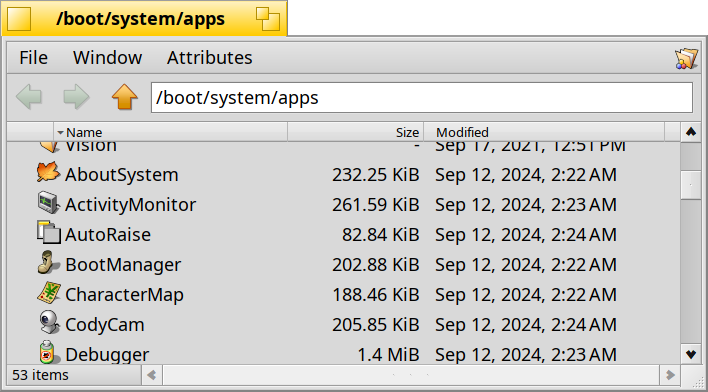 /boot/system/apps
File Window Attributes
/boot/system/apps
Name Size Modified
Vision - Sep 17, 2021, 12:51 PM
AboutSystem 232.25 KiB Sep 12, 2024, 2:22 AM
ActivityMonitor 261.59 KiB Sep 12, 2024, 2:23 AM
AutoRaise 82.84 KiB Sep 12, 2024, 2:24 AM
BootManager 202.88 KiB Sep 12, 2024, 2:22 AM
CharacterMap 188.46 KiB Sep 12, 2024, 2:22 AM
CodyCam 205.85 KiB Sep 12, 2024, 2:24 AM
Debugger 1.4 MiB Sep 12, 2024, 2:23 AM
53 items